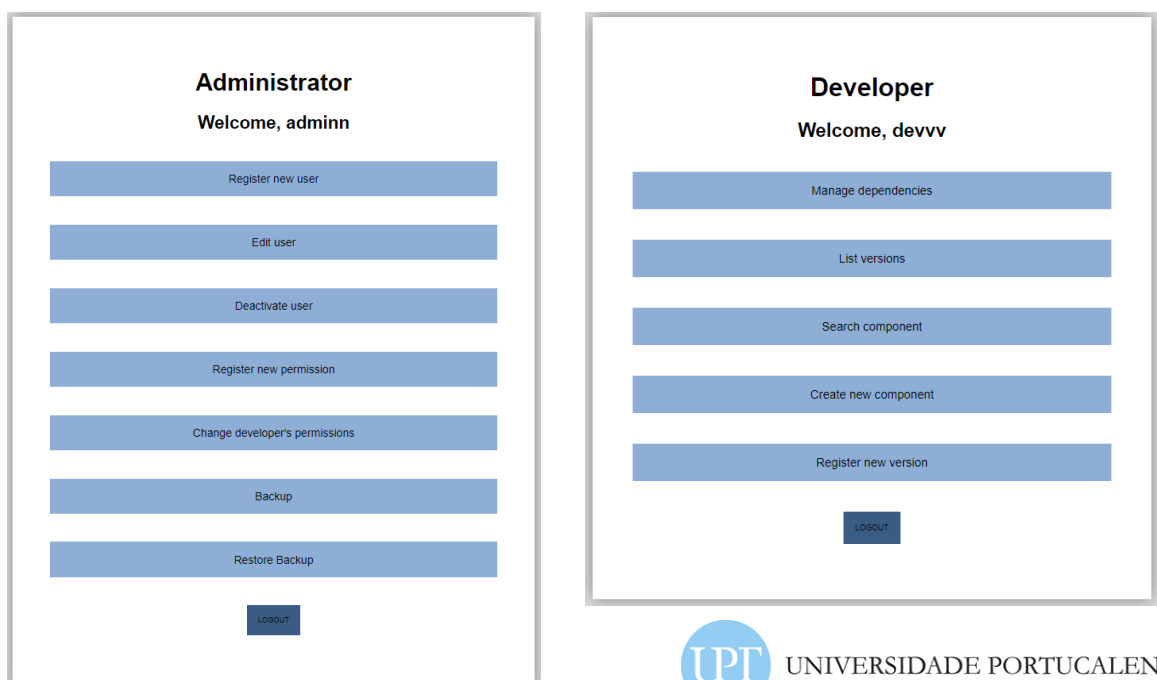 Administrator
Welcome, adminn
Register new user
Edit user
Deactivate user
Register new permission
Change developer's permissions
Backup
Restore Backup
LOGOUT
Developer
Welcome, devvv
Manage dependencies
List versions
Search component
Create new component
Register new version
LOGOUT
UPT UNIVERSIDADE PORTUCALEN